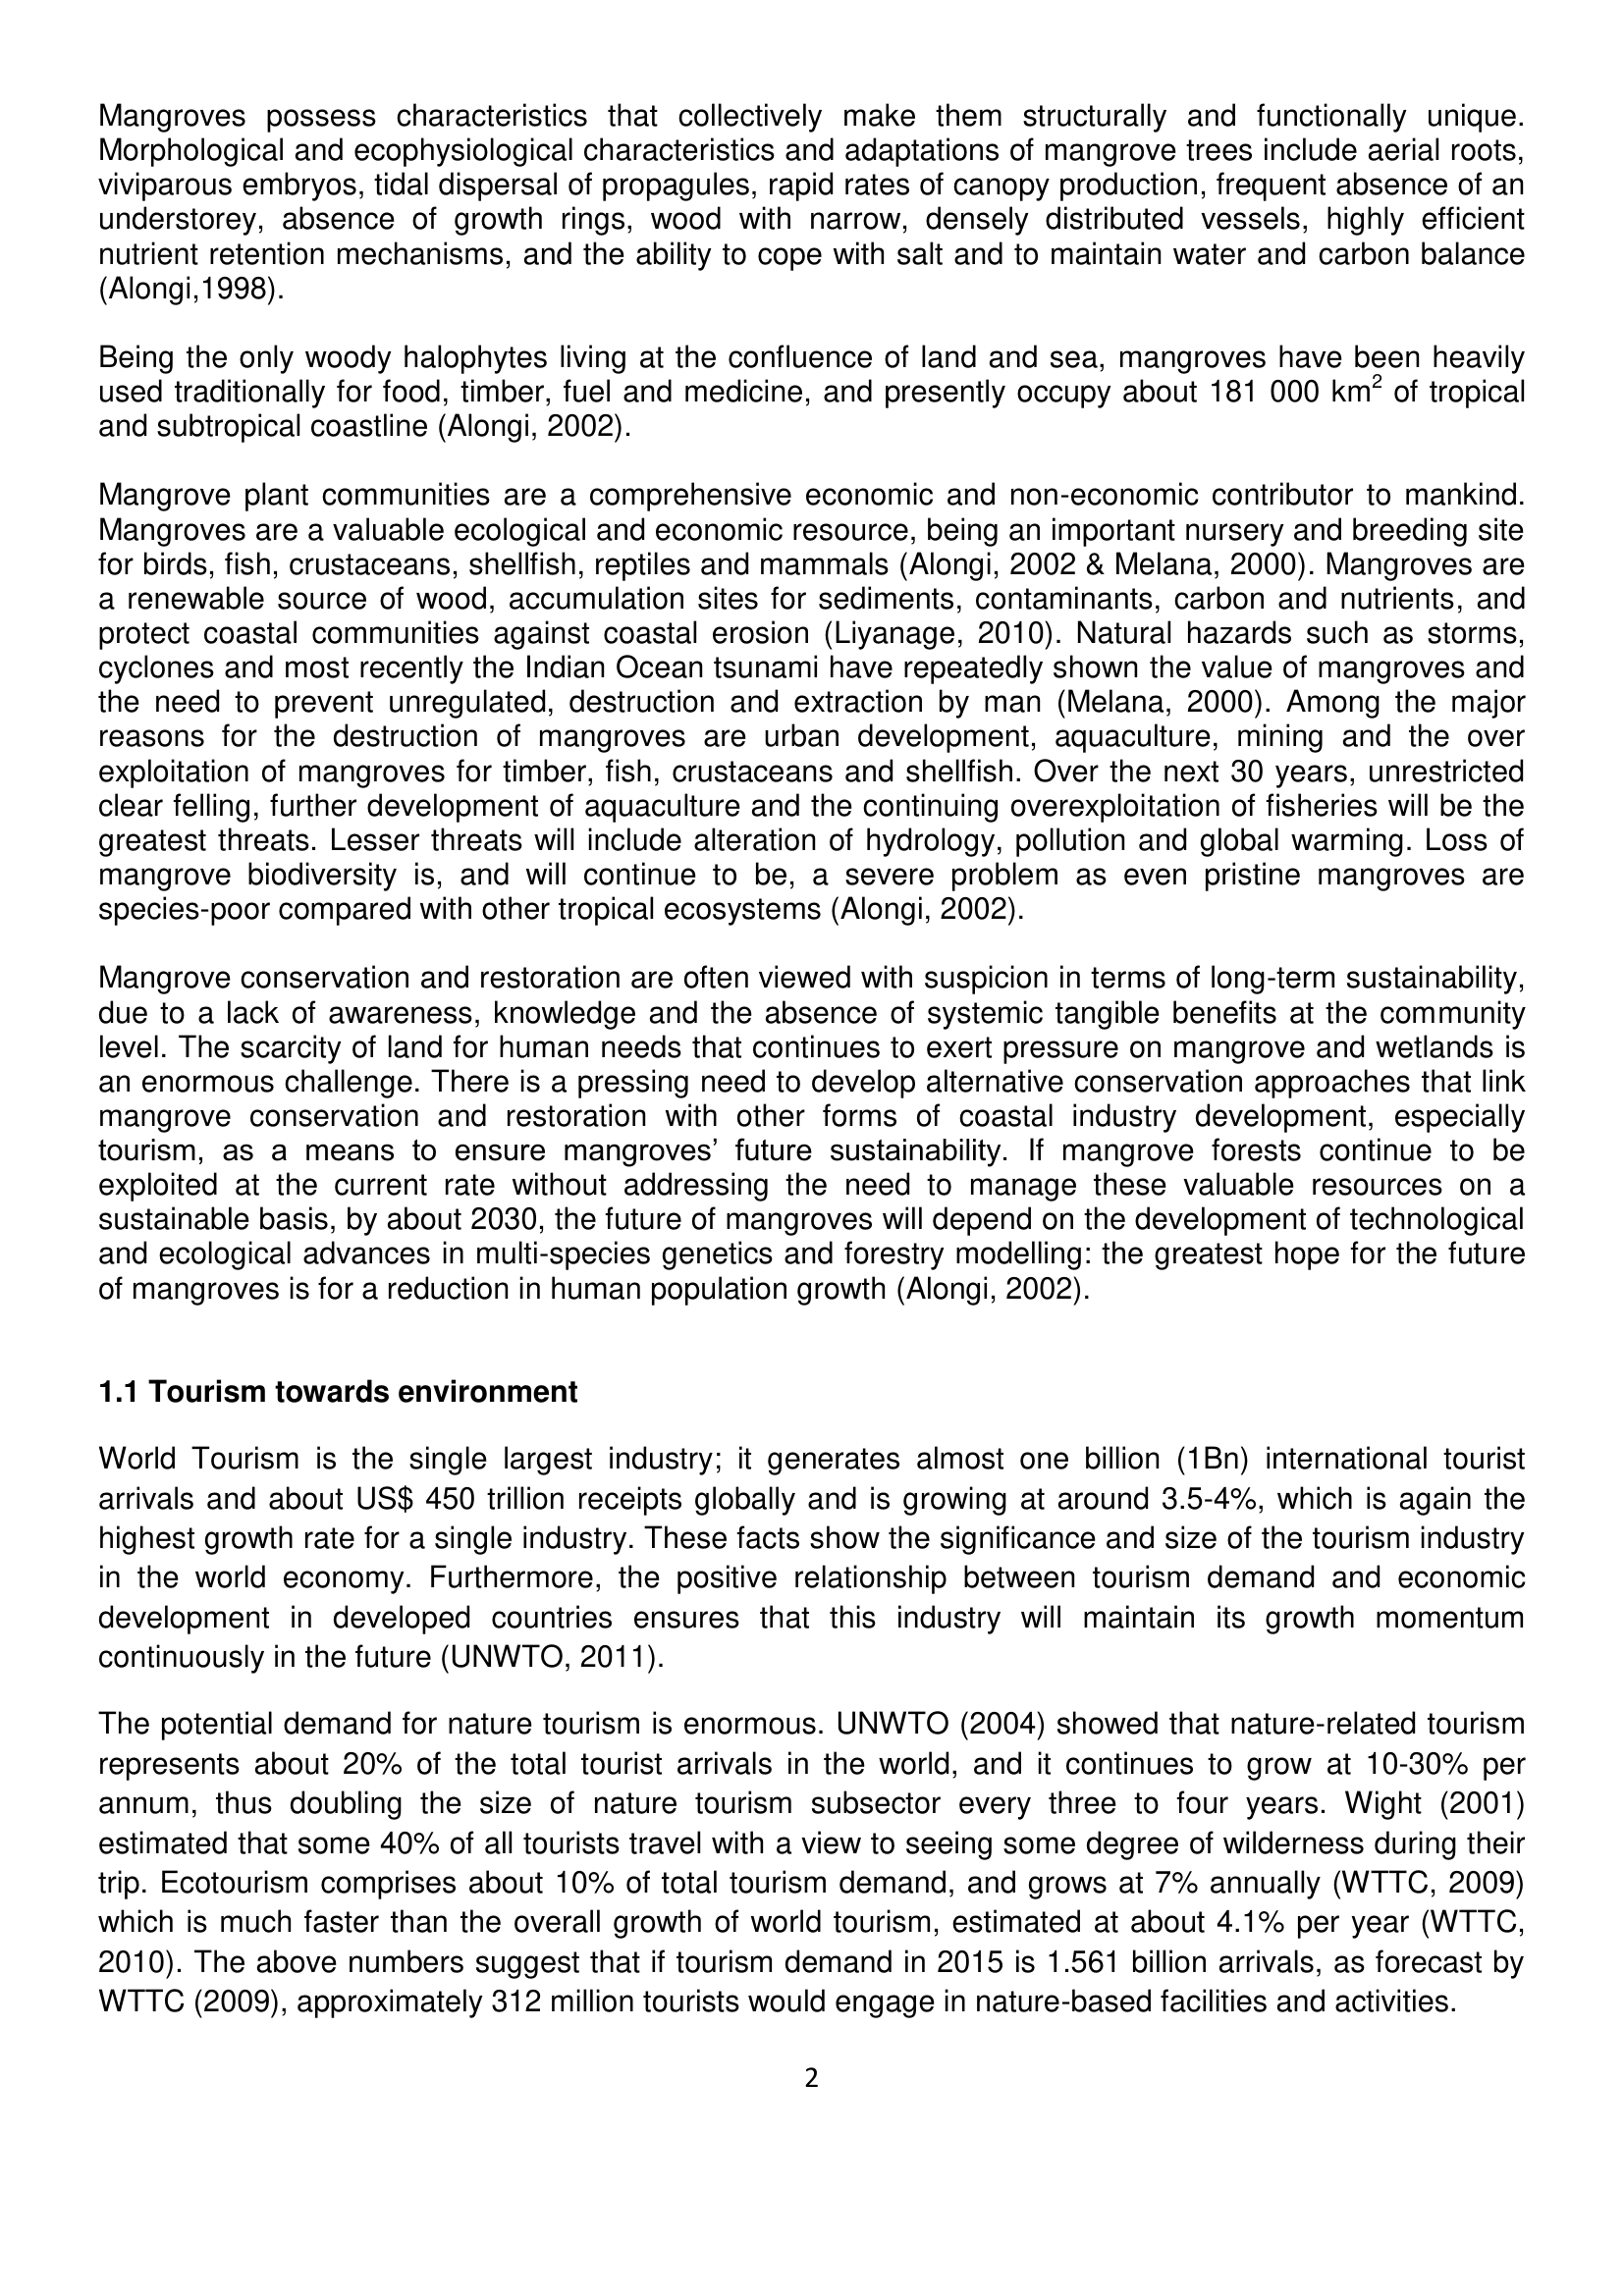 Mangroves possess characteristics that collectively make them structurally and functionally unique.
Morphological and ecophysiological characteristics and adaptations of mangrove trees include aerial roots,
viviparous embryos, tidal dispersal of propagules, rapid rates of canopy production, frequent absence of an
understorey, absence of growth rings, wood with narrow, densely distributed vessels, highly efficient
nutrient retention mechanisms, and the ability to cope with salt and to maintain water and carbon balance
(Alongi,1998).
Being the only woody halophytes living at the confluence of land and sea, mangroves have been heavily
used traditionally for food, timber, fuel and medicine, and presently occupy about 181 000 km² of tropical
and subtropical coastline (Alongi, 2002).
Mangrove plant communities are a comprehensive economic and non-economic contributor to mankind.
Mangroves are a valuable ecological and economic resource, being an important nursery and breeding site
for birds, fish, crustaceans, shellfish, reptiles and mammals (Alongi, 2002 & Melana, 2000). Mangroves are
a renewable source of wood, accumulation sites for sediments, contaminants, carbon and nutrients, and
protect coastal communities against coastal erosion (Liyanage, 2010). Natural hazards such as storms,
cyclones and most recently the Indian Ocean tsunami have repeatedly shown the value of mangroves and
the need to prevent unregulated, destruction and extraction by man (Melana, 2000). Among the major
reasons for the destruction of mangroves are urban development, aquaculture, mining and the over
exploitation of mangroves for timber, fish, crustaceans and shellfish. Over the next 30 years, unrestricted
clear felling, further development of aquaculture and the continuing overexploitation of fisheries will be the
greatest threats. Lesser threats will include alteration of hydrology, pollution and global warming. Loss of
mangrove biodiversity is, and will continue to be, a severe problem as even pristine mangroves are
species-poor compared with other tropical ecosystems (Alongi, 2002).
Mangrove conservation and restoration are often viewed with suspicion in terms of long-term sustainability,
due to a lack of awareness, knowledge and the absence of systemic tangible benefits at the community
level. The scarcity of land for human needs that continues to exert pressure on mangrove and wetlands is
an enormous challenge. There is a pressing need to develop alternative conservation approaches that link
mangrove conservation and restoration with other forms of coastal industry development, especially
tourism, as a means to ensure mangroves’ future sustainability. If mangrove forests continue to be
exploited at the current rate without addressing the need to manage these valuable resources on a
sustainable basis, by about 2030, the future of mangroves will depend on the development of technological
and ecological advances in multi-species genetics and forestry modelling: the greatest hope for the future
of mangroves is for a reduction in human population growth (Alongi, 2002).
1.1 Tourism towards environment
World Tourism is the single largest industry; it generates almost one billion (1Bn) international tourist
arrivals and about US$ 450 trillion receipts globally and is growing at around 3.5-4%, which is again the
highest growth rate for a single industry. These facts show the significance and size of the tourism industry
in the world economy. Furthermore, the positive relationship between tourism demand and economic
development in developed countries ensures that this industry will maintain its growth momentum
continuously in the future (UNWTO, 2011).
The potential demand for nature tourism is enormous. UNWTO (2004) showed that nature-related tourism
represents about 20% of the total tourist arrivals in the world, and it continues to grow at 10-30% per
annum, thus doubling the size of nature tourism subsector every three to four years. Wight (2001)
estimated that some 40% of all tourists travel with a view to seeing some degree of wilderness during their
trip. Ecotourism comprises about 10% of total tourism demand, and grows at 7% annually (WTTC, 2009)
which is much faster than the overall growth of world tourism, estimated at about 4.1% per year (WTTC,
2010). The above numbers suggest that if tourism demand in 2015 is 1.561 billion arrivals, as forecast by
WTTC (2009), approximately 312 million tourists would engage in nature-based facilities and activities.
2